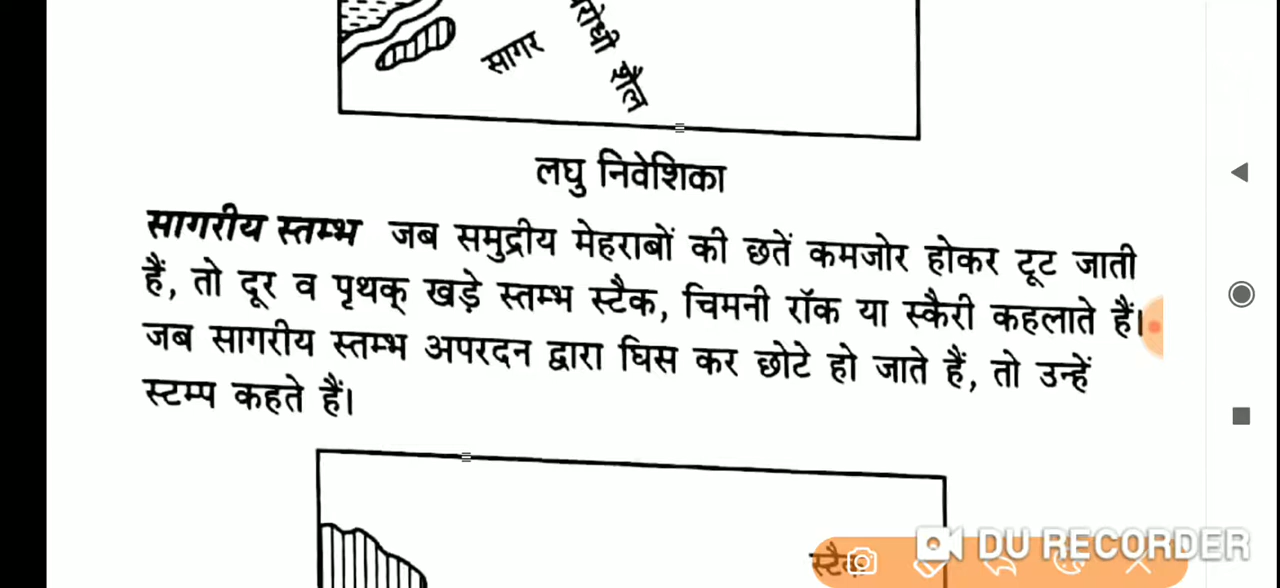 सागर
शैल
लघु निवेशिका
सागरीय स्तम्भ जब समुद्रीय मेहराबों की छतें कमजोर होकर टूट जाती
हैं, तो दूर व पृथक् खड़े स्तम्भ स्टैक, चिमनी रॉक या स्कैरी कहलाते हैं।
जब सागरीय स्तम्भ अपरदन द्वारा घिस कर छोटे हो जाते हैं, तो उन्हें
स्टम्प कहते हैं।
DU RECORDER